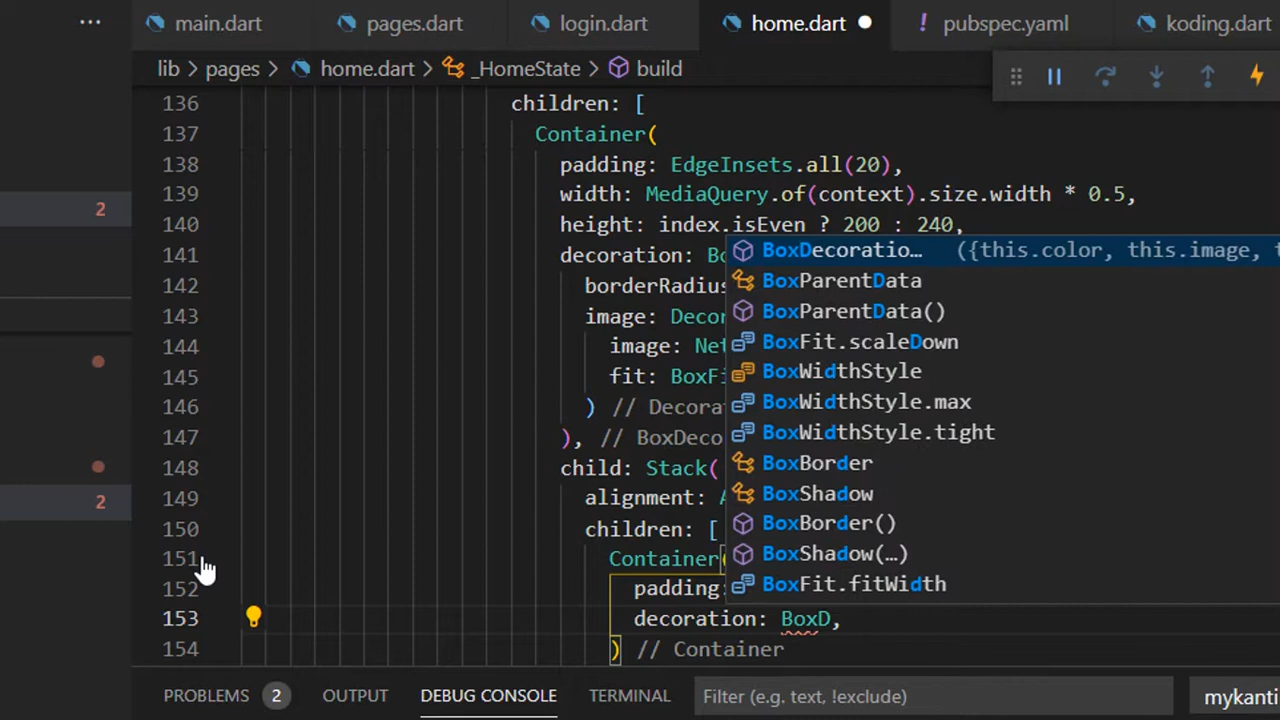 main.dart pages.dart login.dart home.dart pubspec.yaml koding.dart
lib > pages > home.dart > _HomeState > build
136 children: [
137 Container(
138 padding: EdgeInsets.all(20),
139 width: MediaQuery.of(context).size.width * 0.5,
140 height: index.isEven ? 200 : 240,
141 decoration: Bo
142 borderRadius
143 image: Decor
144 image: Net
145 fit: BoxFi
146 ) // Decora
147 ), // BoxDeco
148 child: Stack(
149 alignment: A
150 children: [
151 Container(
152 padding:
153 decoration: BoxD,
154 ) // Container
BoxDecoratio… ({this.color, this.image, t
BoxParentData
BoxParentData()
BoxFit.scaleDown
BoxWidthStyle
BoxWidthStyle.max
BoxWidthStyle.tight
BoxBorder
BoxShadow
BoxBorder()
BoxShadow(…)
BoxFit.fitWidth
2
2
PROBLEMS 2 OUTPUT DEBUG CONSOLE TERMINAL Filter (e.g. text, !exclude) mykanti